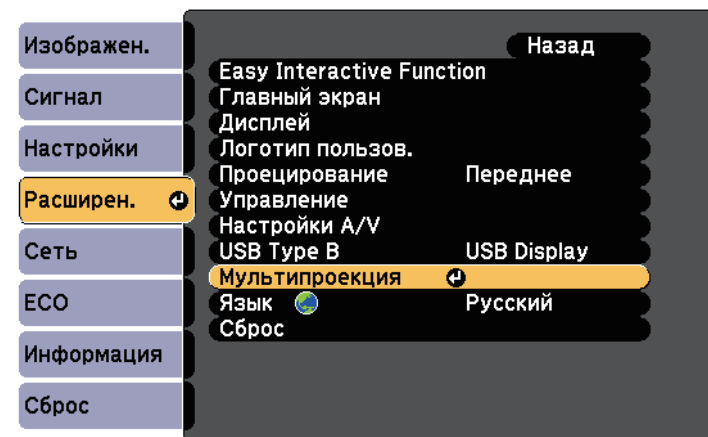 Изображен.
Сигнал
Настройки
Расширен.
Сеть
ECO
Информация
Сброс
Назад
Easy Interactive Function
Главный экран
Дисплей
Логотип пользов.
Проецирование Переднее
Управление
Настройки A/V
USB Type B USB Display
Мультипроекция
Язык Русский
Сброс